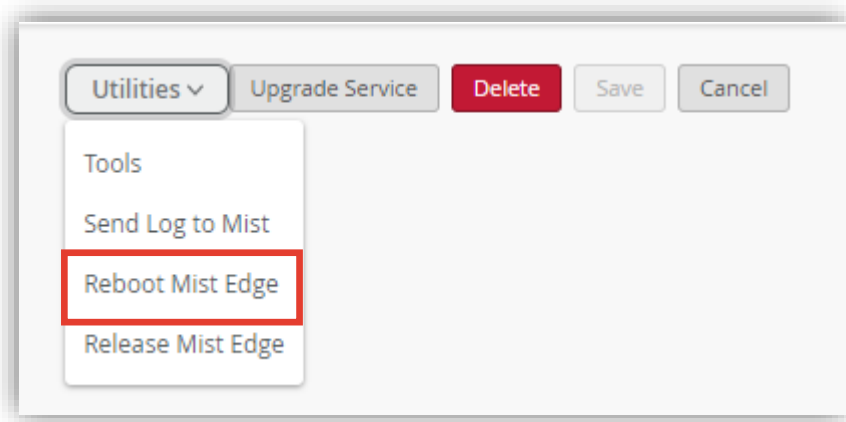 Utilities Upgrade Service Delete Save Cancel
Tools
Send Log to Mist
Reboot Mist Edge
Release Mist Edge